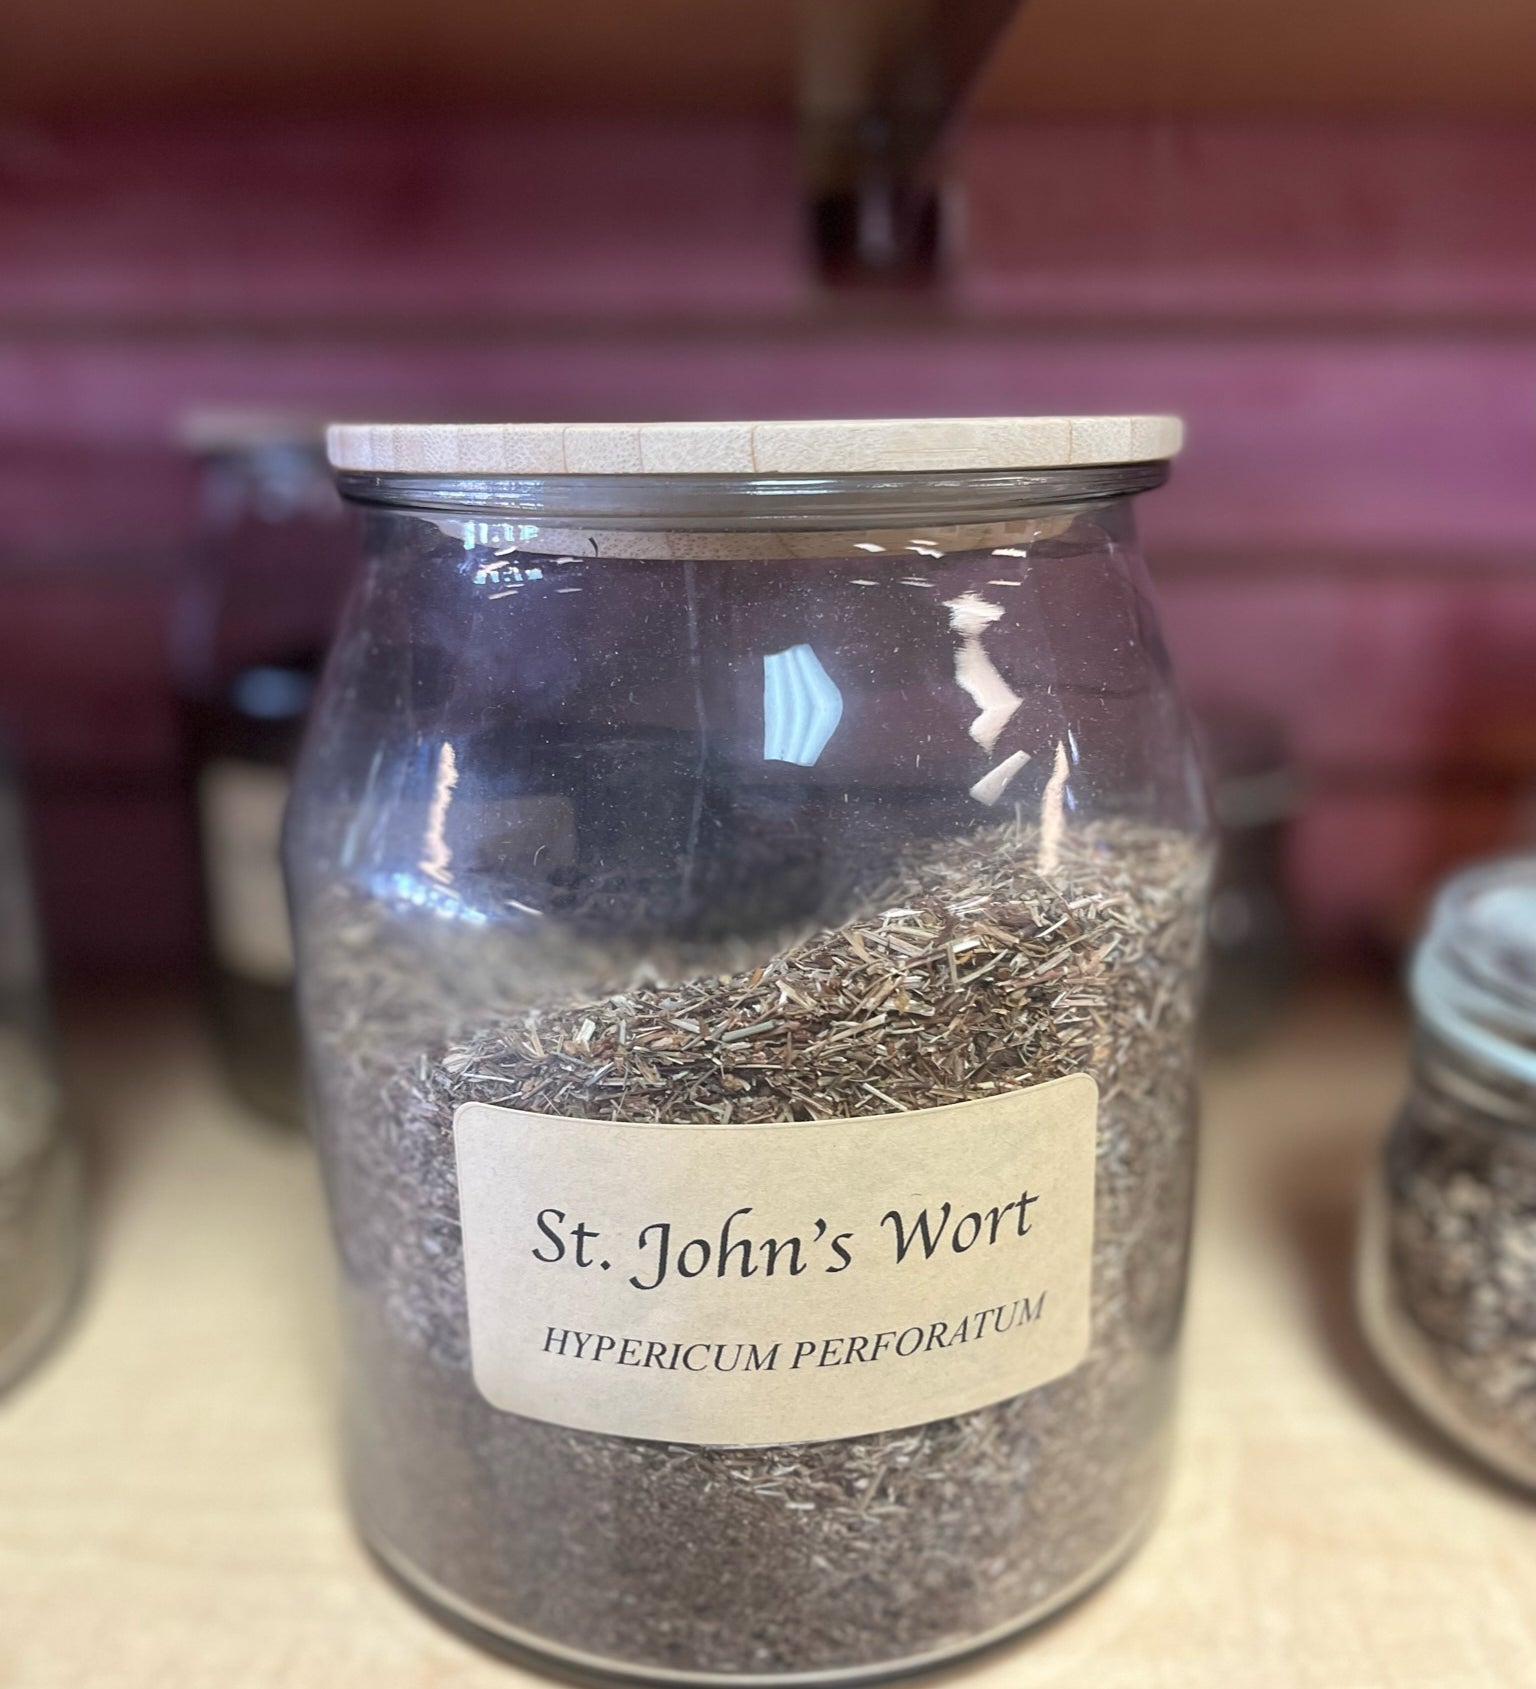 St. John's Wort
HYPERICUM PERFORATUM